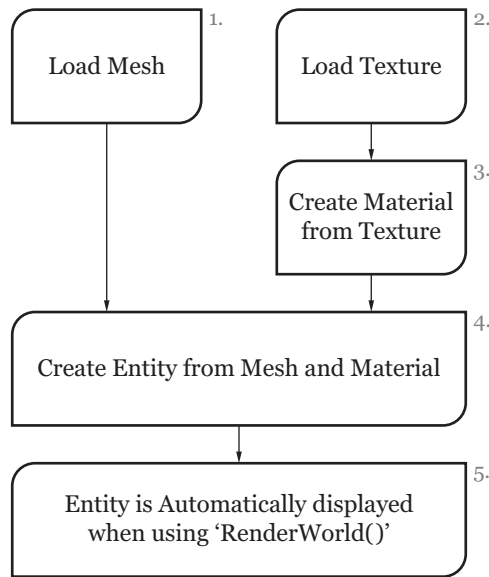 1.
Load Mesh
2.
Load Texture
3.
Create Material
from Texture
4.
Create Entity from Mesh and Material
5.
Entity is Automatically displayed
when using ‘RenderWorld()’